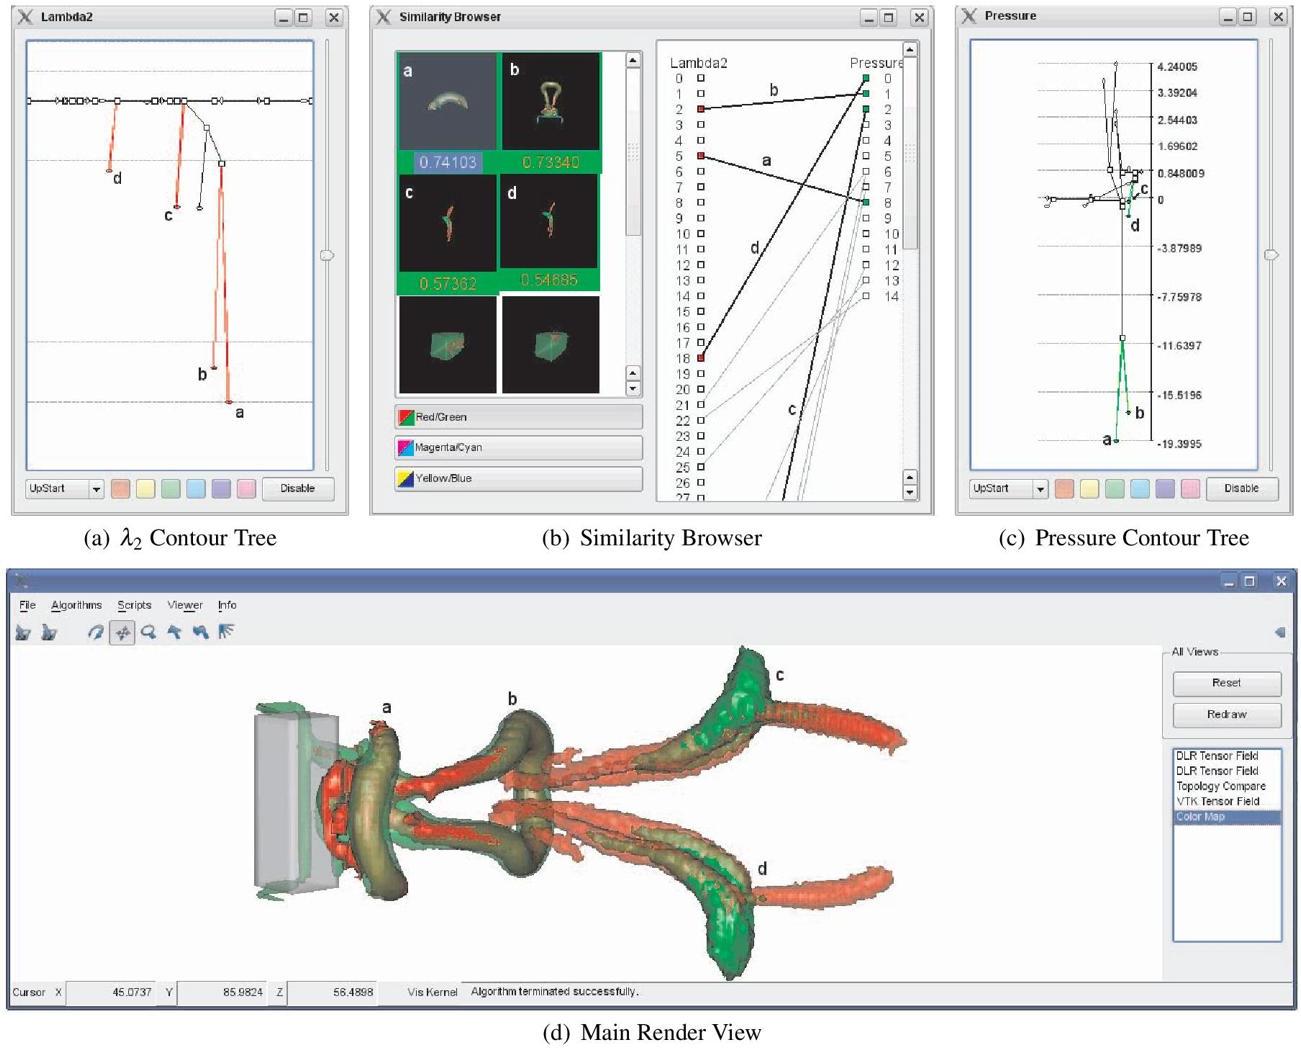 Lambda2
d
c
b
a
UpStart
Disable
(a) λ2 Contour Tree
Similarity Browser
a
b
0.74103
0.73340
c
d
0.57362
0.54685
Red/Green
Magenta/Cyan
Yellow/Blue
Lambda2
Pressure
0
1
2
3
4
5
6
7
8
9
10
11
12
13
14
15
16
17
18
19
20
21
22
23
24
25
26
27
b
a
d
c
0
1
2
3
4
5
6
7
8
9
10
11
12
13
14
(b) Similarity Browser
Pressure
4.24005
3.39204
2.54403
1.69602
0.848009
0
-3.87989
-7.75978
-11.6397
-15.5196
-19.3995
c
d
b
a
UpStart
Disable
(c) Pressure Contour Tree
File Algorithms Scripts Viewer Info
a
b
c
d
All Views
Reset
Redraw
DLR Tensor Field
DLR Tensor Field
Topology Compare
VTK Tensor Field
Color Map
Cursor X 45.0737 Y 85.9824 Z 56.4898 Vis Kernel Algorithm terminated successfully.
(d) Main Render View